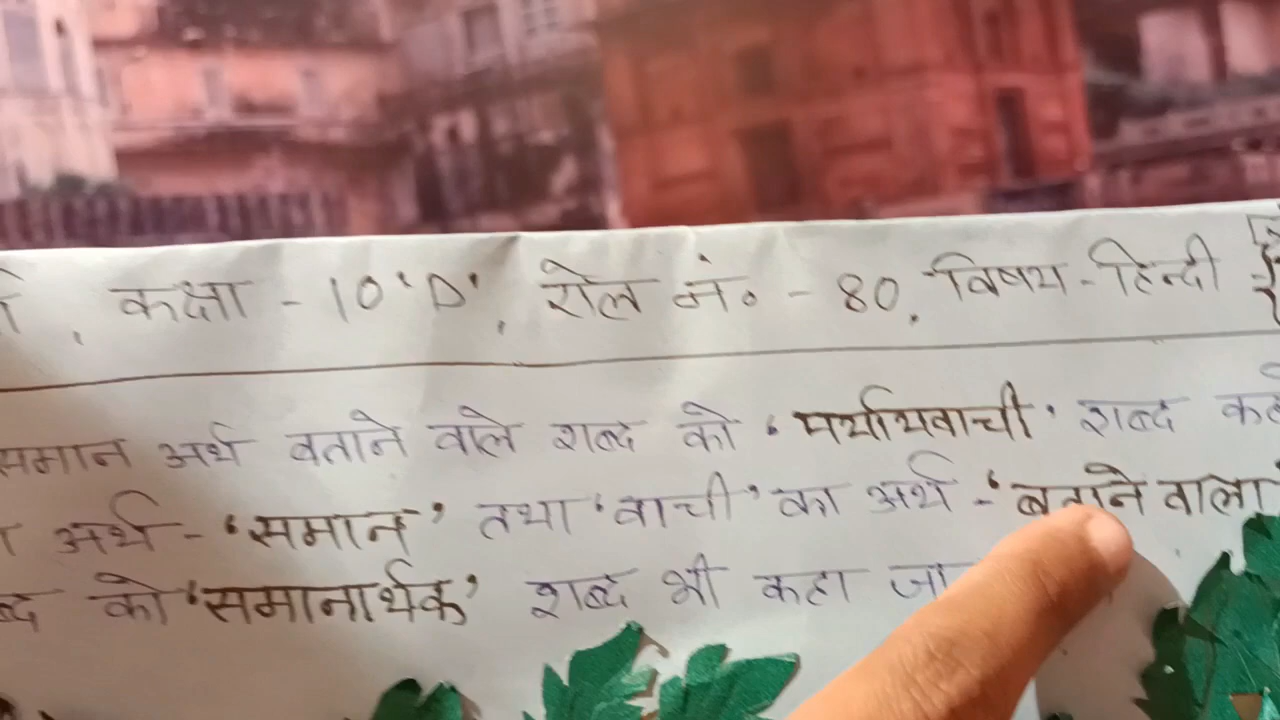 , कक्षा - 10 'D', रोल नं० - 80, विषय - हिन्दी
समान अर्थ बताने वाले शब्द को 'पर्यायवाची' शब्द
अर्थ - 'समान' तथा 'वाची' का अर्थ - 'बताने वाला'
को 'समानार्थक' शब्द भी कहा